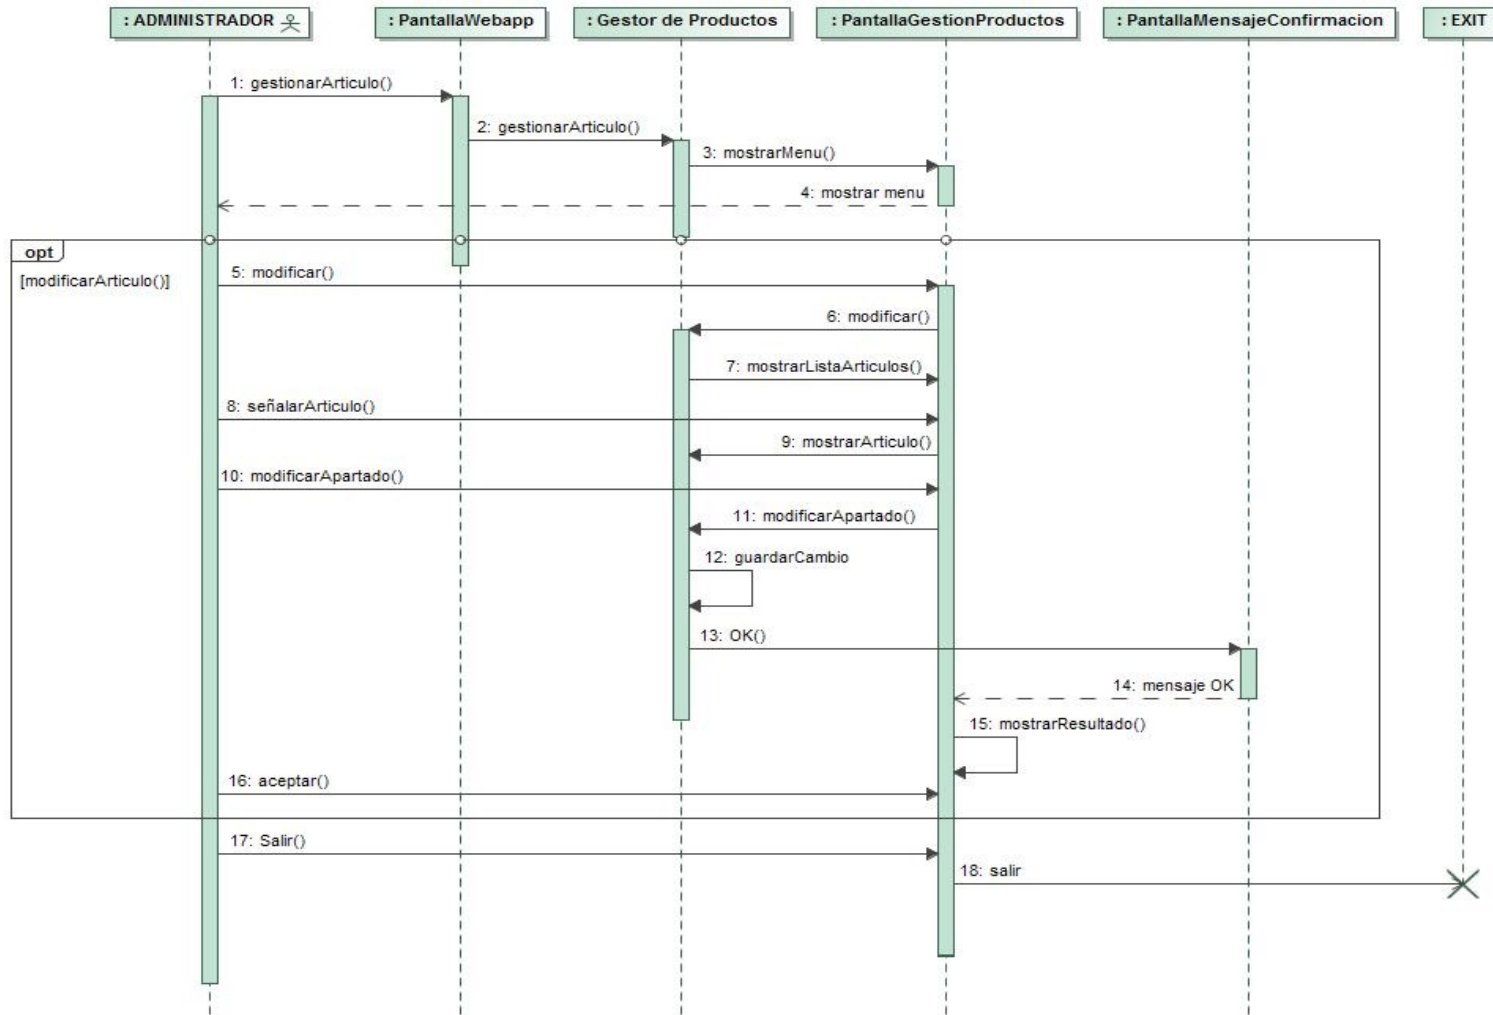 : ADMINISTRADOR
: PantallaWebapp
: Gestor de Productos
: PantallaGestionProductos
: PantallaMensajeConfirmacion
: EXIT
1: gestionarArticulo()
2: gestionarArticulo()
3: mostrarMenu()
4: mostrar menu
opt
[modificarArticulo()]
5: modificar()
6: modificar()
7: mostrarListaArticulos()
8: señalarArticulo()
9: mostrarArticulo()
10: modificarApartado()
11: modificarApartado()
12: guardarCambio
13: OK()
14: mensaje OK
15: mostrarResultado()
16: aceptar()
17: Salir()
18: salir